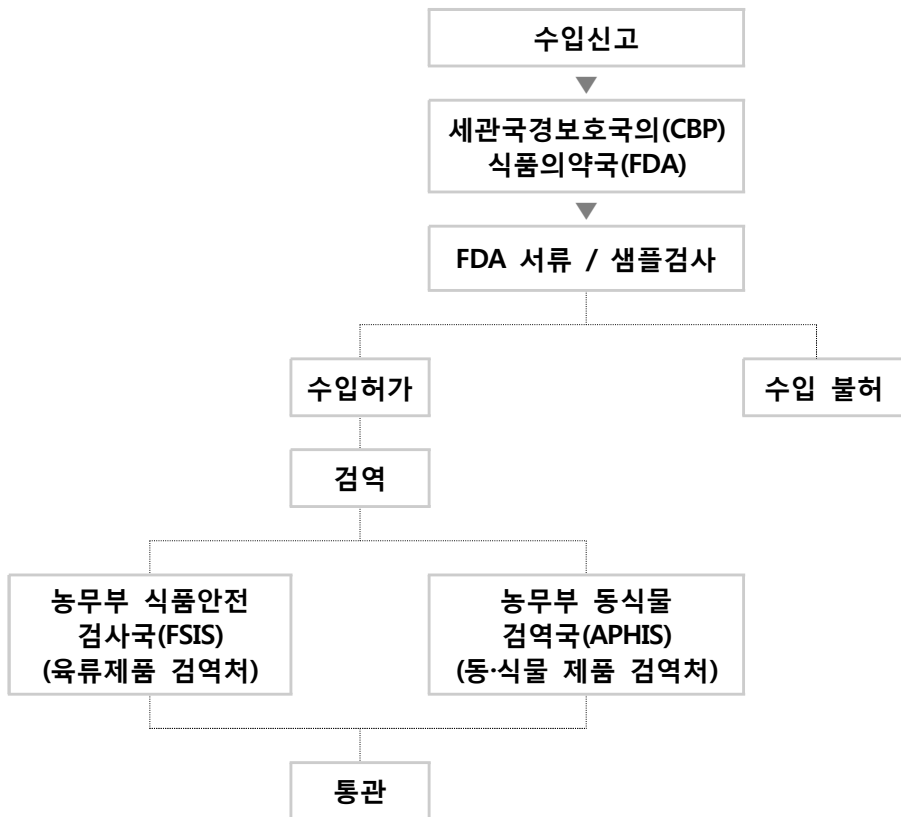 수입신고
세관국경보호국의(CBP)
식품의약국(FDA)
FDA 서류 / 샘플검사
수입허가
수입 불허
검역
농무부 식품안전
검사국(FSIS)
(육류제품 검역처)
농무부 동식물
검역국(APHIS)
(동·식물 제품 검역처)
통관